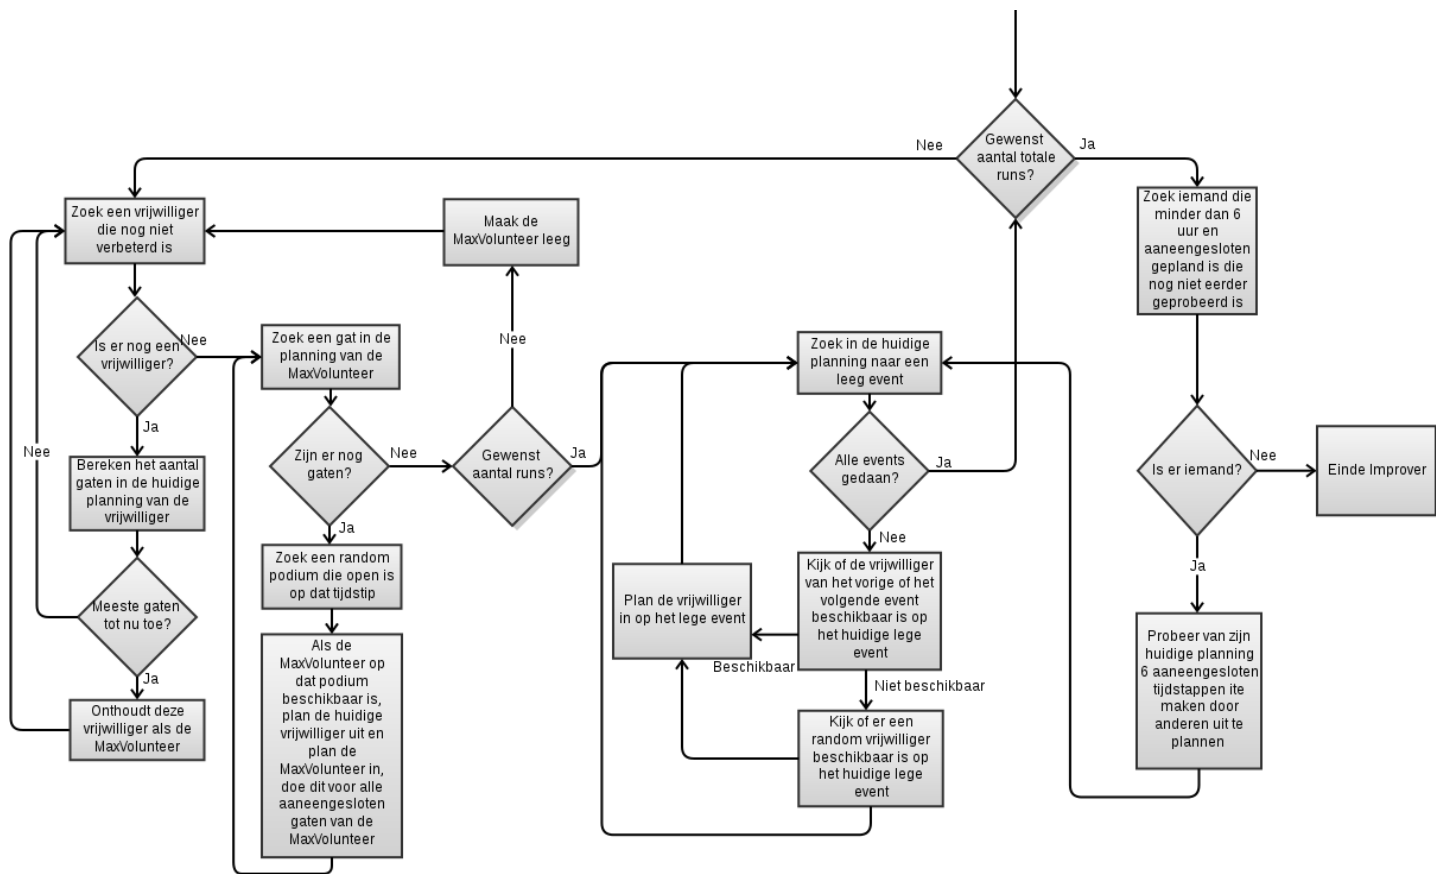 Gewenst
aantal totale
runs?
Nee
Ja
Zoek een vrijwilliger
die nog niet
verbeterd is
Maak de
MaxVolunteer leeg
Zoek iemand die
minder dan 6
uur en
aaneengesloten
gepland is die
nog niet eerder
geprobeerd is
Is er nog een
vrijwilliger?
Nee
Ja
Zoek een gat in de
planning van de
MaxVolunteer
Nee
Zoek in de huidige
planning naar een
leeg event
Bereken het aantal
gaten in de huidige
planning van de
vrijwilliger
Nee
Zijn er nog
gaten?
Nee
Ja
Gewenst
aantal runs?
Ja
Alle events
gedaan?
Ja
Nee
Is er iemand?
Nee
Ja
Einde Improver
Meeste gaten
tot nu toe?
Ja
Zoek een random
podium die open is
op dat tijdstip
Plan de vrijwilliger
in op het lege event
Kijk of de vrijwilliger
van het vorige of het
volgende event
beschikbaar is op
het huidige lege
event
Beschikbaar
Niet beschikbaar
Onthoudt deze
vrijwilliger als de
MaxVolunteer
Als de
MaxVolunteer op
dat podium
beschikbaar is,
plan de huidige
vrijwilliger uit en
plan de
MaxVolunteer in,
doe dit voor alle
aaneengesloten
gaten van de
MaxVolunteer
Kijk of er een
random vrijwilliger
beschikbaar is op
het huidige lege
event
Probeer van zijn
huidige planning
6 aaneengesloten
tijdstappen ite
maken door
anderen uit te
plannen